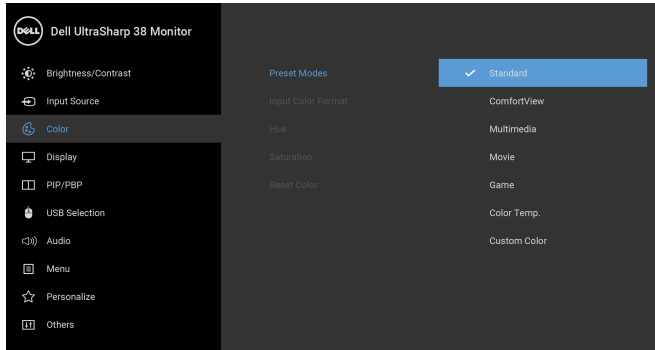 DELL
Dell UltraSharp 38 Monitor
Brightness/Contrast
Input Source
Color
Display
PIP/PBP
USB Selection
Audio
Menu
Personalize
Others
Preset Modes
Input Color Format
Hue
Saturation
Reset Color
Standard
ComfortView
Multimedia
Movie
Game
Color Temp.
Custom Color